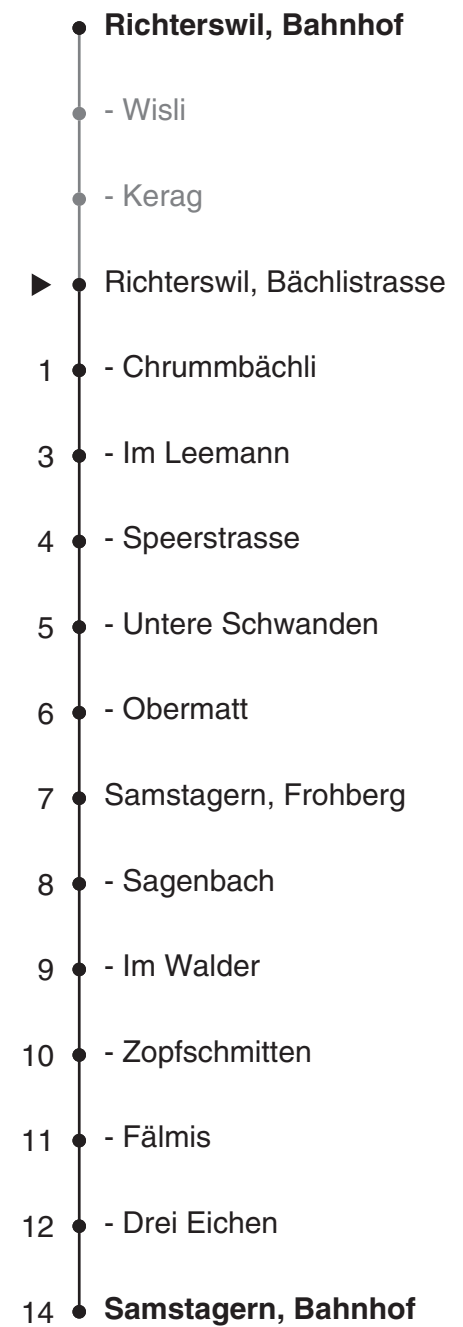 Richterswil, Bahnhof
- Wisli
- Kerag
Richterswil, Bächlistrasse
1 - Chrummbächli
3 - Im Leemann
4 - Speerstrasse
5 - Untere Schwanden
6 - Obermatt
7 Samstagern, Frohberg
8 - Sagenbach
9 - Im Walder
10 - Zopfschmitten
11 - Fälmis
12 - Drei Eichen
14 Samstagern, Bahnhof